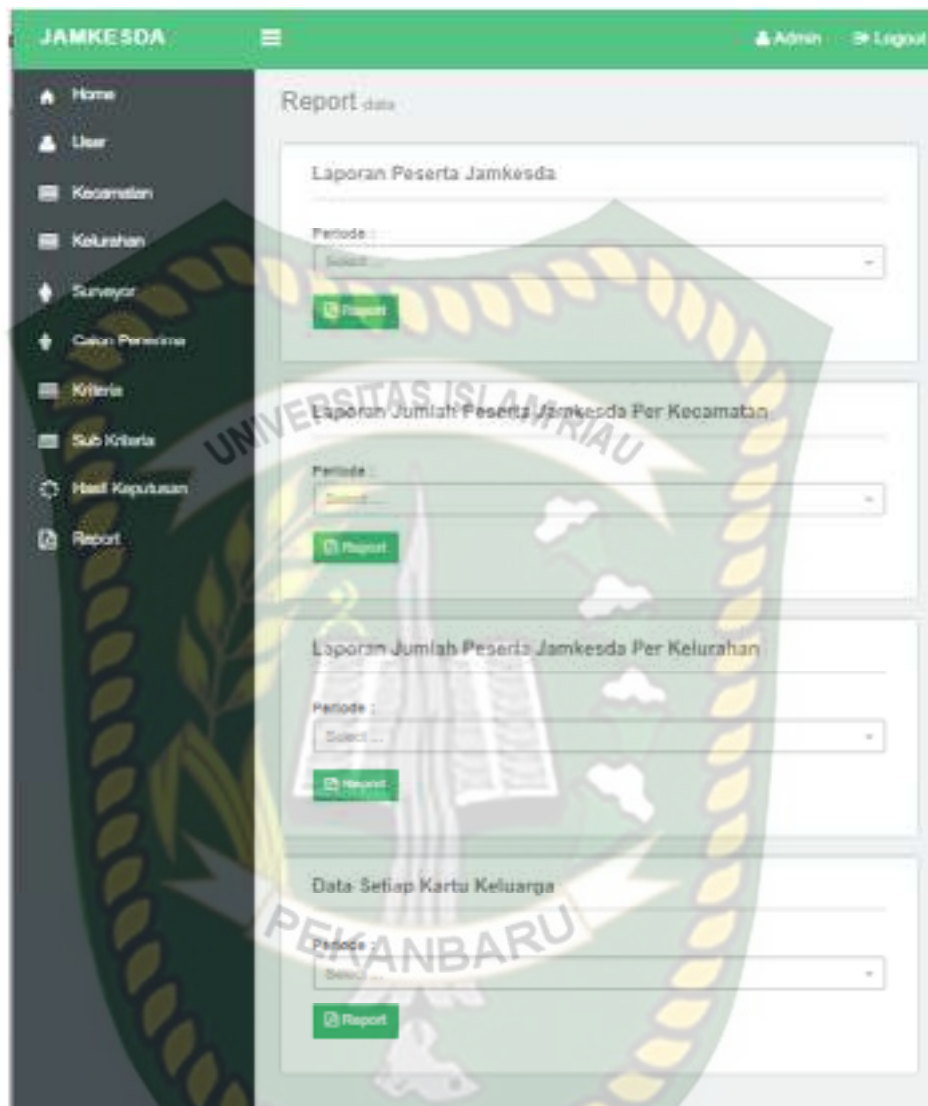 JAMKESDA
Admin Logout
Home
User
Kecamatan
Kelurahan
Surveyor
Calon Penerima
Kriteria
Sub Kriteria
Hasil Keputusan
Report
Report data
Laporan Peserta Jamkesda
Periode :
Select ...
Report
Laporan Jumlah Peserta Jamkesda Per Kecamatan
Periode :
Select ...
Report
Laporan Jumlah Peserta Jamkesda Per Kelurahan
Periode :
Select ...
Report
Data Setiap Kartu Keluarga
Periode :
Select ...
Report
UNIVERSITAS ISLAM RIAU
PEKANBARU